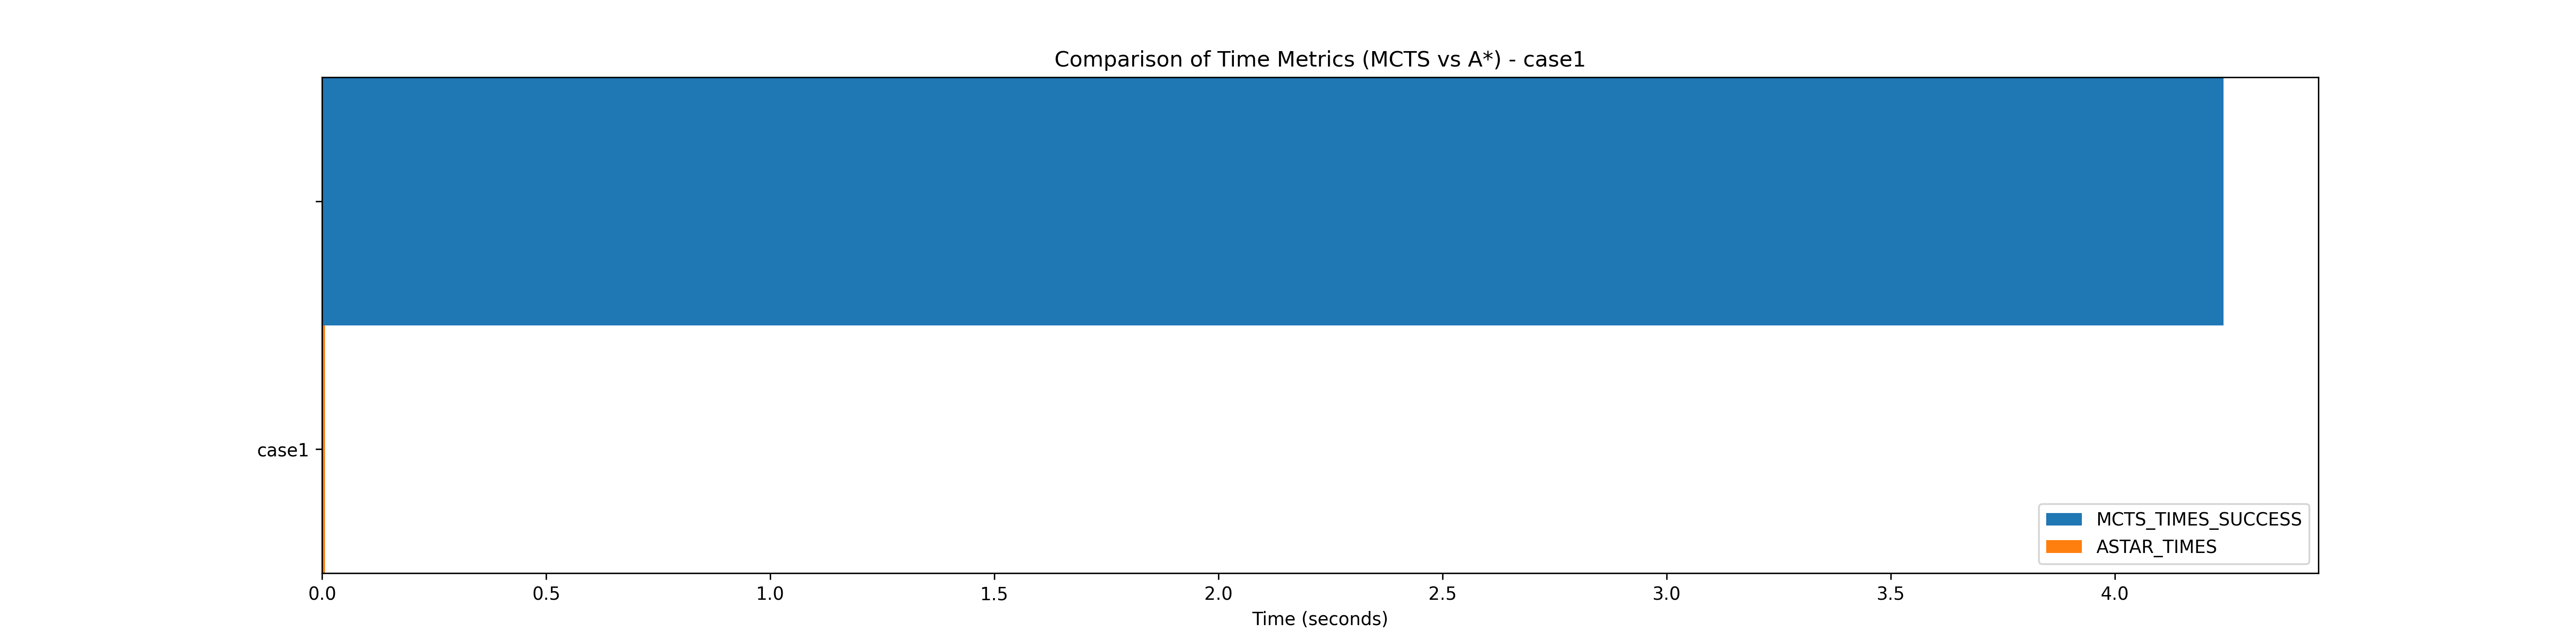 Comparison of Time Metrics (MCTS vs A*) - case1
case1
MCTS_TIMES_SUCCESS
ASTAR_TIMES
0.0 0.5 1.0 1.5 2.0 2.5 3.0 3.5 4.0
Time (seconds)